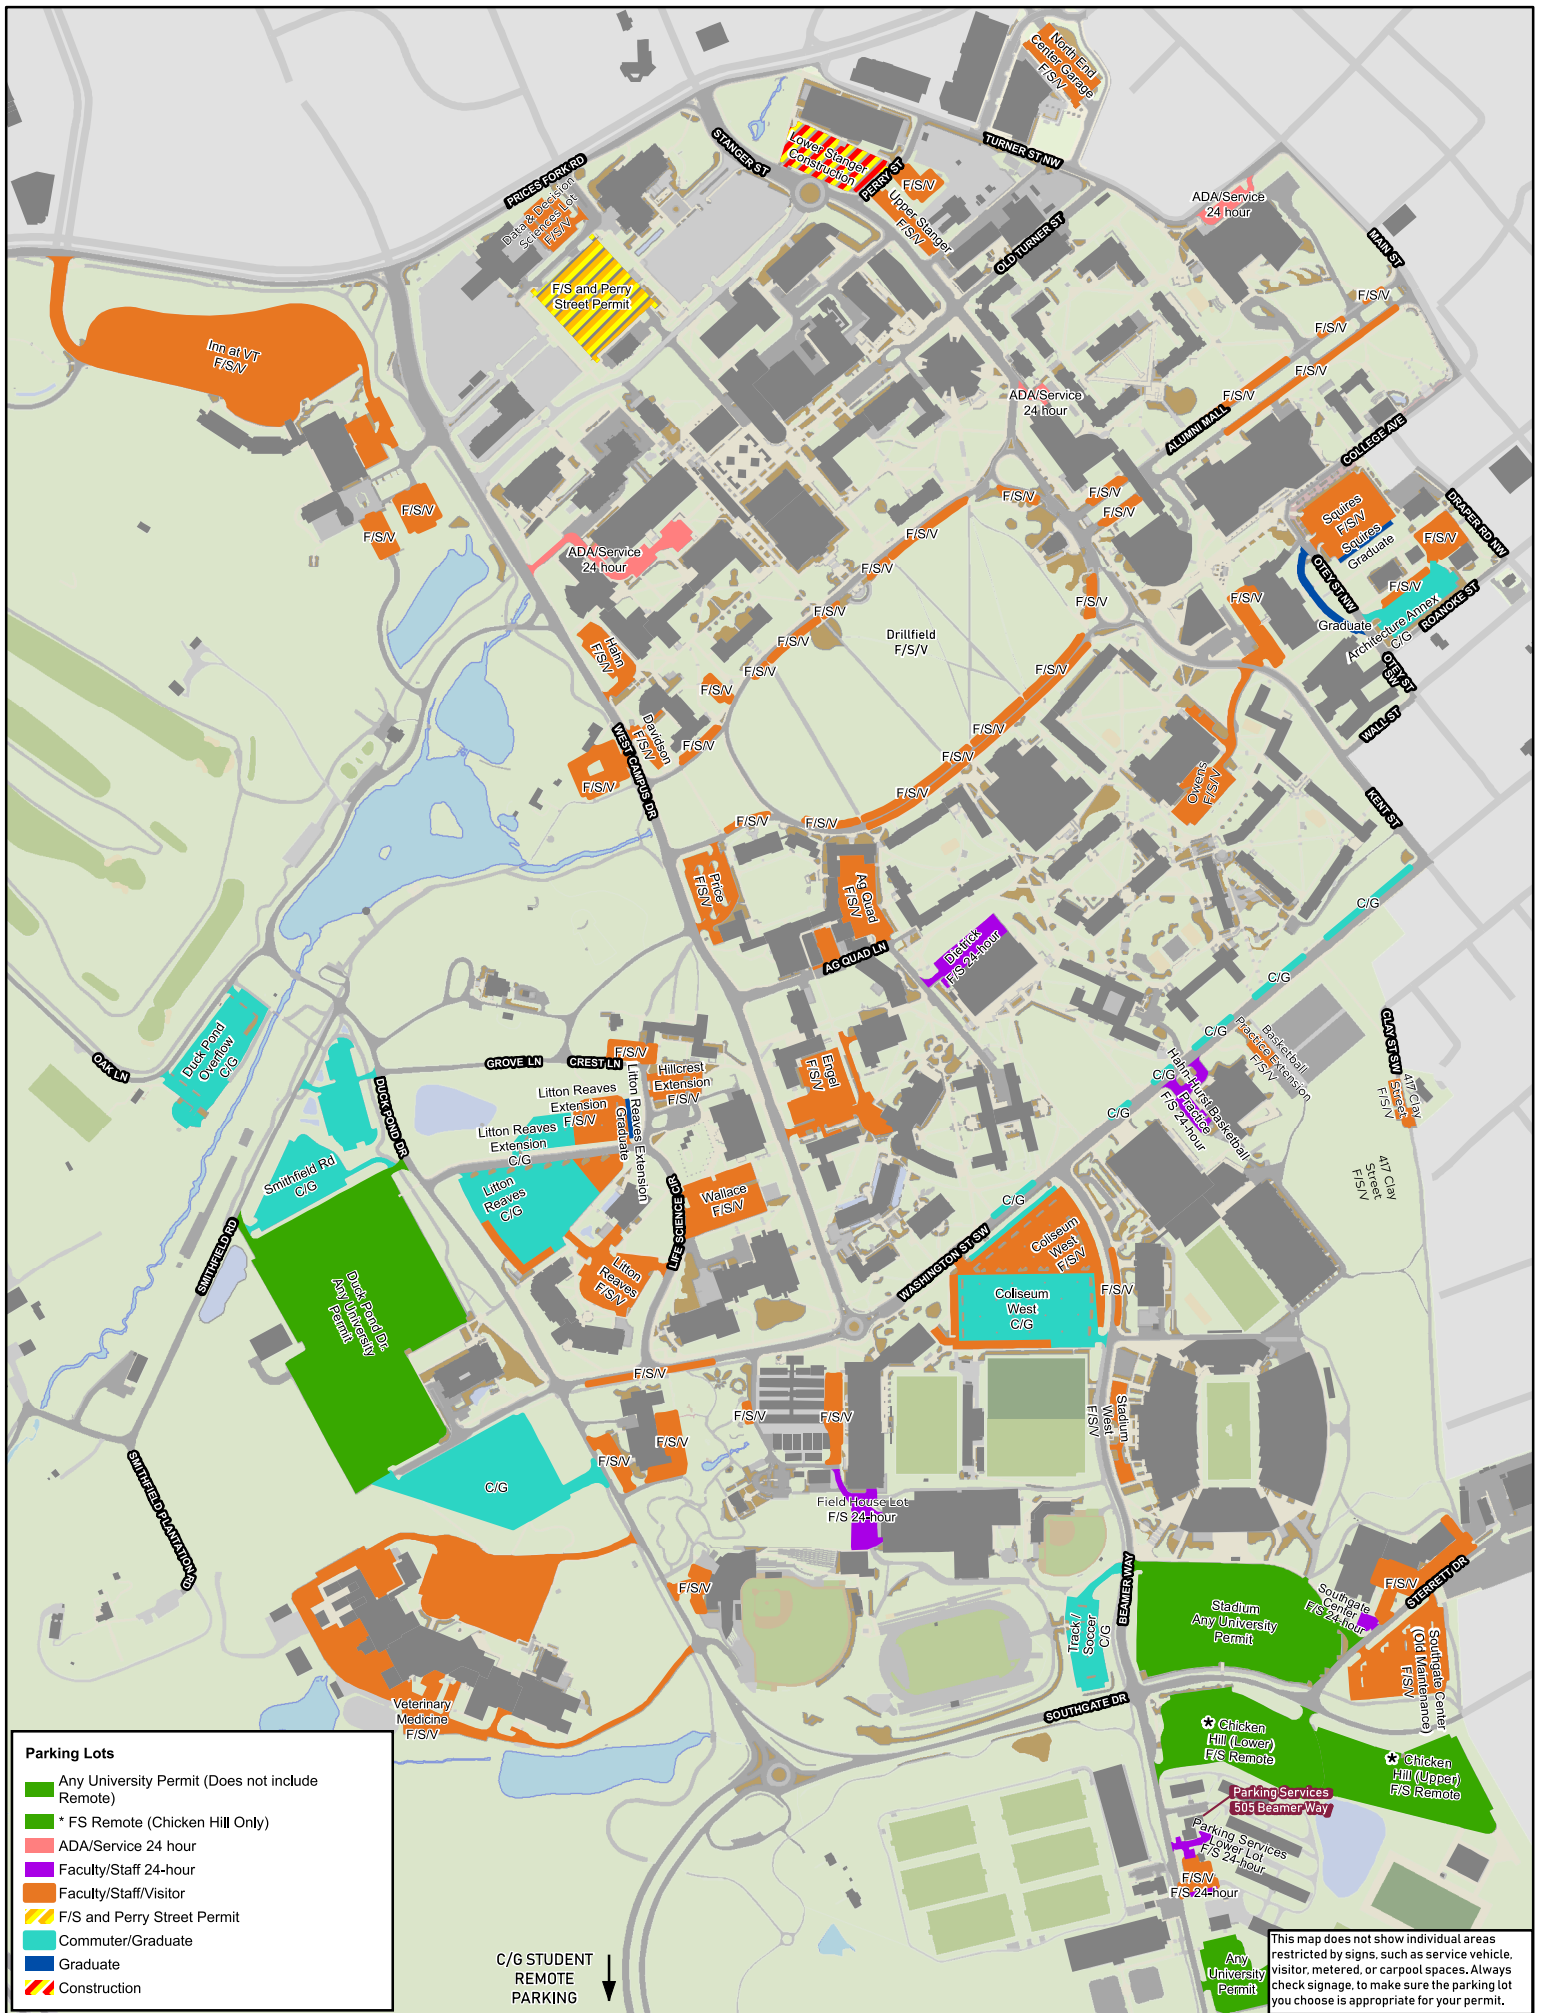 North End
Center Garage
F/S/V
STANGER ST
Lower Stanger
Construction
PERRY ST
TURNER ST NW
PRICES FORK RD
F/S/V
Upper Stanger
F/S/V
OLD TURNER ST
ADA/Service
24 hour
MAIN ST
Data & Decision
Sciences Lot
F/S/V
F/S and Perry
Street Permit
F/S/V
F/S/V
F/S/V
F/S/V
Inn at VT
F/S/V
ADA/Service
24 hour
ALUMNI MALL
COLLEGE AVE
F/S/V
F/S/V
F/S/V
F/S/V
F/S/V
F/S/V
Squires
F/S/V
Squires
Graduate
DRAPER RD NW
F/S/V
F/S/V
ADA/Service
24 hour
F/S/V
OTEY ST NW
F/S/V
ROANOKE ST
Graduate
Architecture Annex
C/G
F/S/V
F/S/V
F/S/V
F/S/V
Drillfield
F/S/V
Hahn
F/S/V
F/S/V
F/S/V
F/S/V
OTEY ST
SW
WALL ST
Davidson
F/S/V
F/S/V
WEST CAMPUS DR
F/S/V
F/S/V
F/S/V
F/S/V
Owens
F/S/V
KENT ST
F/S/V
F/S/V
Price
F/S/V
Ag Quad
F/S/V
AG QUAD LN
Dietrick
F/S 24-hour
C/G
C/G
C/G
C/G
C/G
Basketball
Practice Extension
F/S/V
Hahn-Hurst Basketball
Practice
F/S 24-hour
CLAY ST SW
417 Clay
Street
F/S/V
417 Clay
Street
F/S/V
OAK LN
Duck Pond
Overflow
C/G
DUCK POND DR
GROVE LN
CREST LN
F/S/V
Hillcrest
Extension
F/S/V
Litton Reaves
Extension
F/S/V
Litton Reaves Extension
Graduate
Litton Reaves
Extension
C/G
Engel
F/S/V
Smithfield Rd
C/G
Litton
Reaves
C/G
Wallace
F/S/V
LIFE SCIENCE CIR
C/G
WASHINGTON ST SW
Coliseum
West
F/S/V
SMITHFIELD RD
Litton
Reaves
F/S/V
Coliseum
West
C/G
F/S/V
Duck Pond Dr.
Any University
Permit
F/S/V
F/S/V
F/S/V
Stadium
West
F/S/V
F/S/V
F/S/V
C/G
SMITHFIELD PLANTATION RD
Field House Lot
F/S 24-hour
F/S/V
BEAMER WAY
Track /
Soccer
C/G
Stadium
Any University
Permit
Southgate
Center
F/S 24-hour
F/S/V
STERRETT DR
Southgate Center
(Old Maintenance)
F/S/V
Veterinary
Medicine
F/S/V
SOUTHGATE DR
* Chicken
Hill (Lower)
F/S Remote
* Chicken
Hill (Upper)
F/S Remote
Parking Services
505 Beamer Way
Parking Services
Lower Lot
F/S 24-hour
F/S/V
F/S 24-hour
Any
University
Permit
C/G STUDENT
REMOTE
PARKING
Parking Lots
Any University Permit (Does not include
Remote)
* FS Remote (Chicken Hill Only)
ADA/Service 24 hour
Faculty/Staff 24-hour
Faculty/Staff/Visitor
F/S and Perry Street Permit
Commuter/Graduate
Graduate
Construction
This map does not show individual areas
restricted by signs, such as service vehicle,
visitor, metered, or carpool spaces. Always
check signage, to make sure the parking lot
you choose is appropriate for your permit.